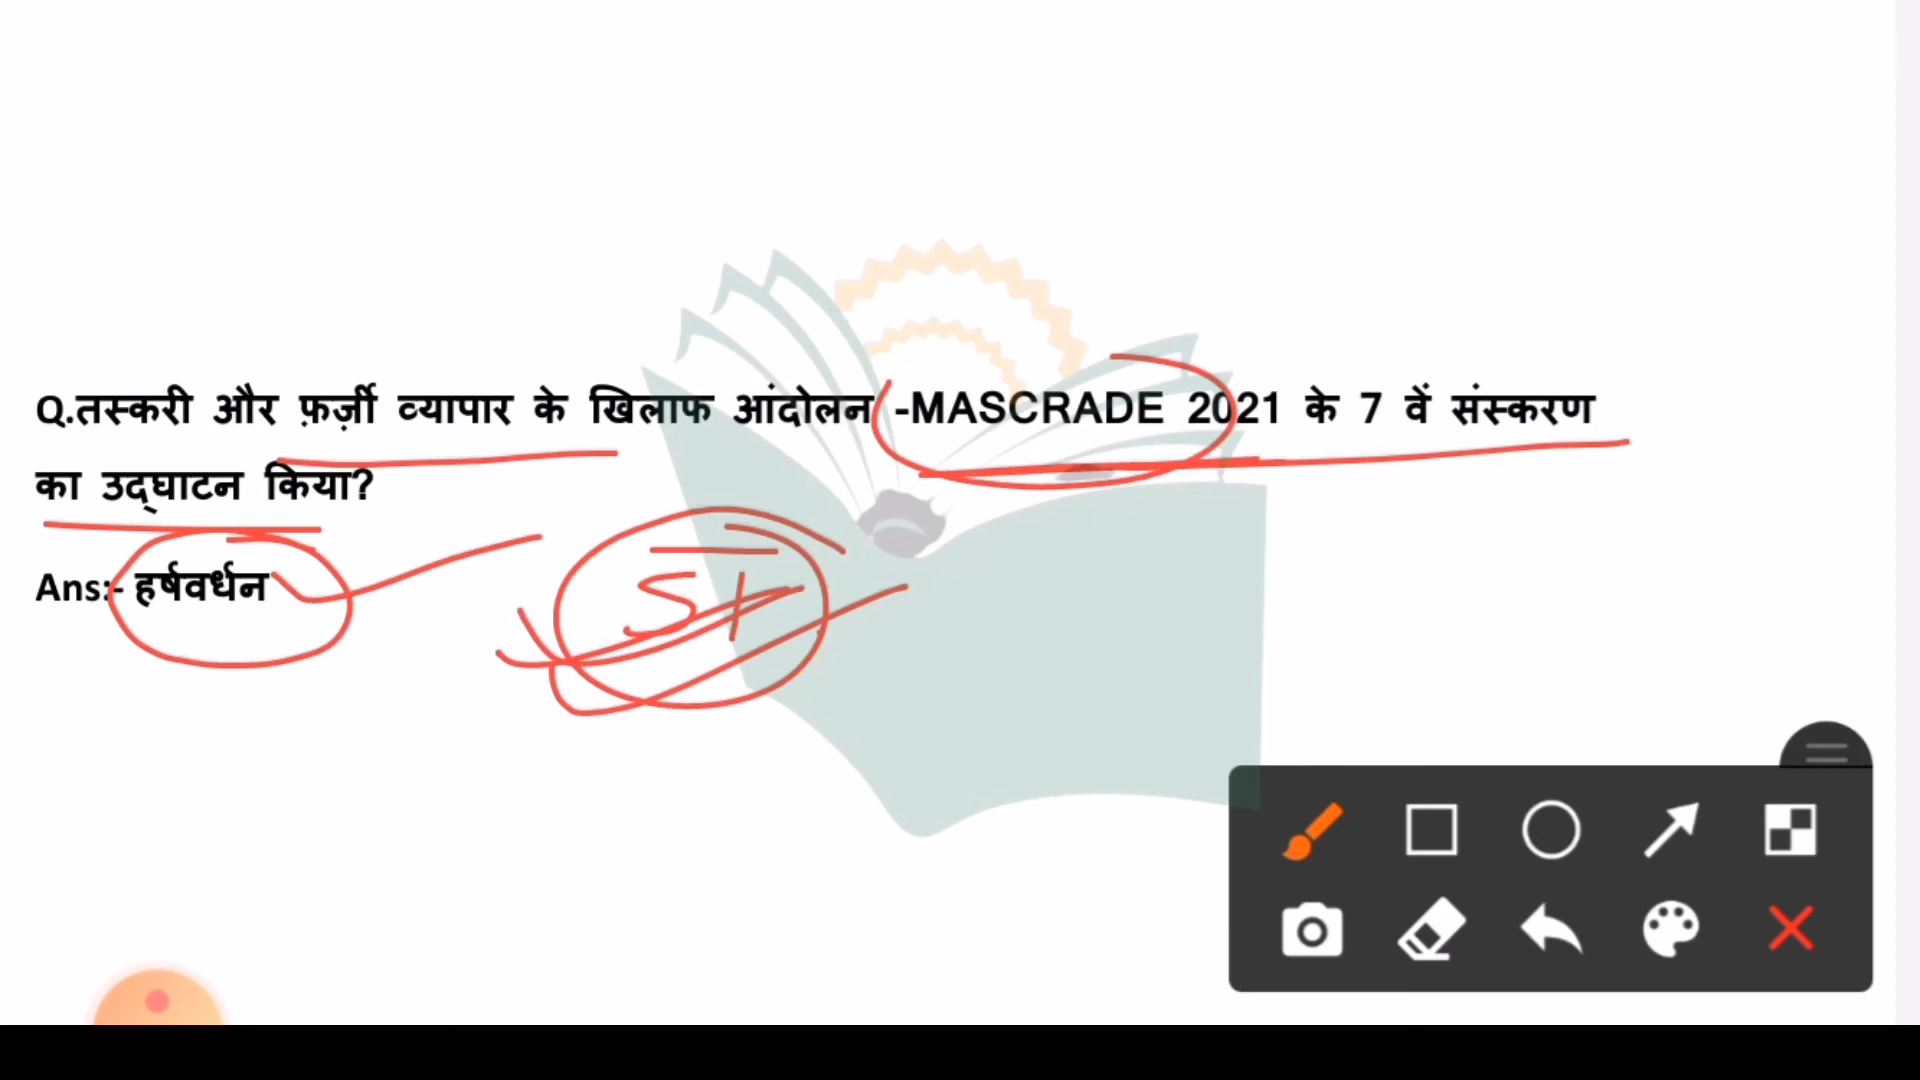 Q.तस्करी और फ़र्ज़ी व्यापार के खिलाफ आंदोलन -MASCRADE 2021 के 7 वें संस्करण
का उद्घाटन किया?
Ans:- हर्षवर्धन